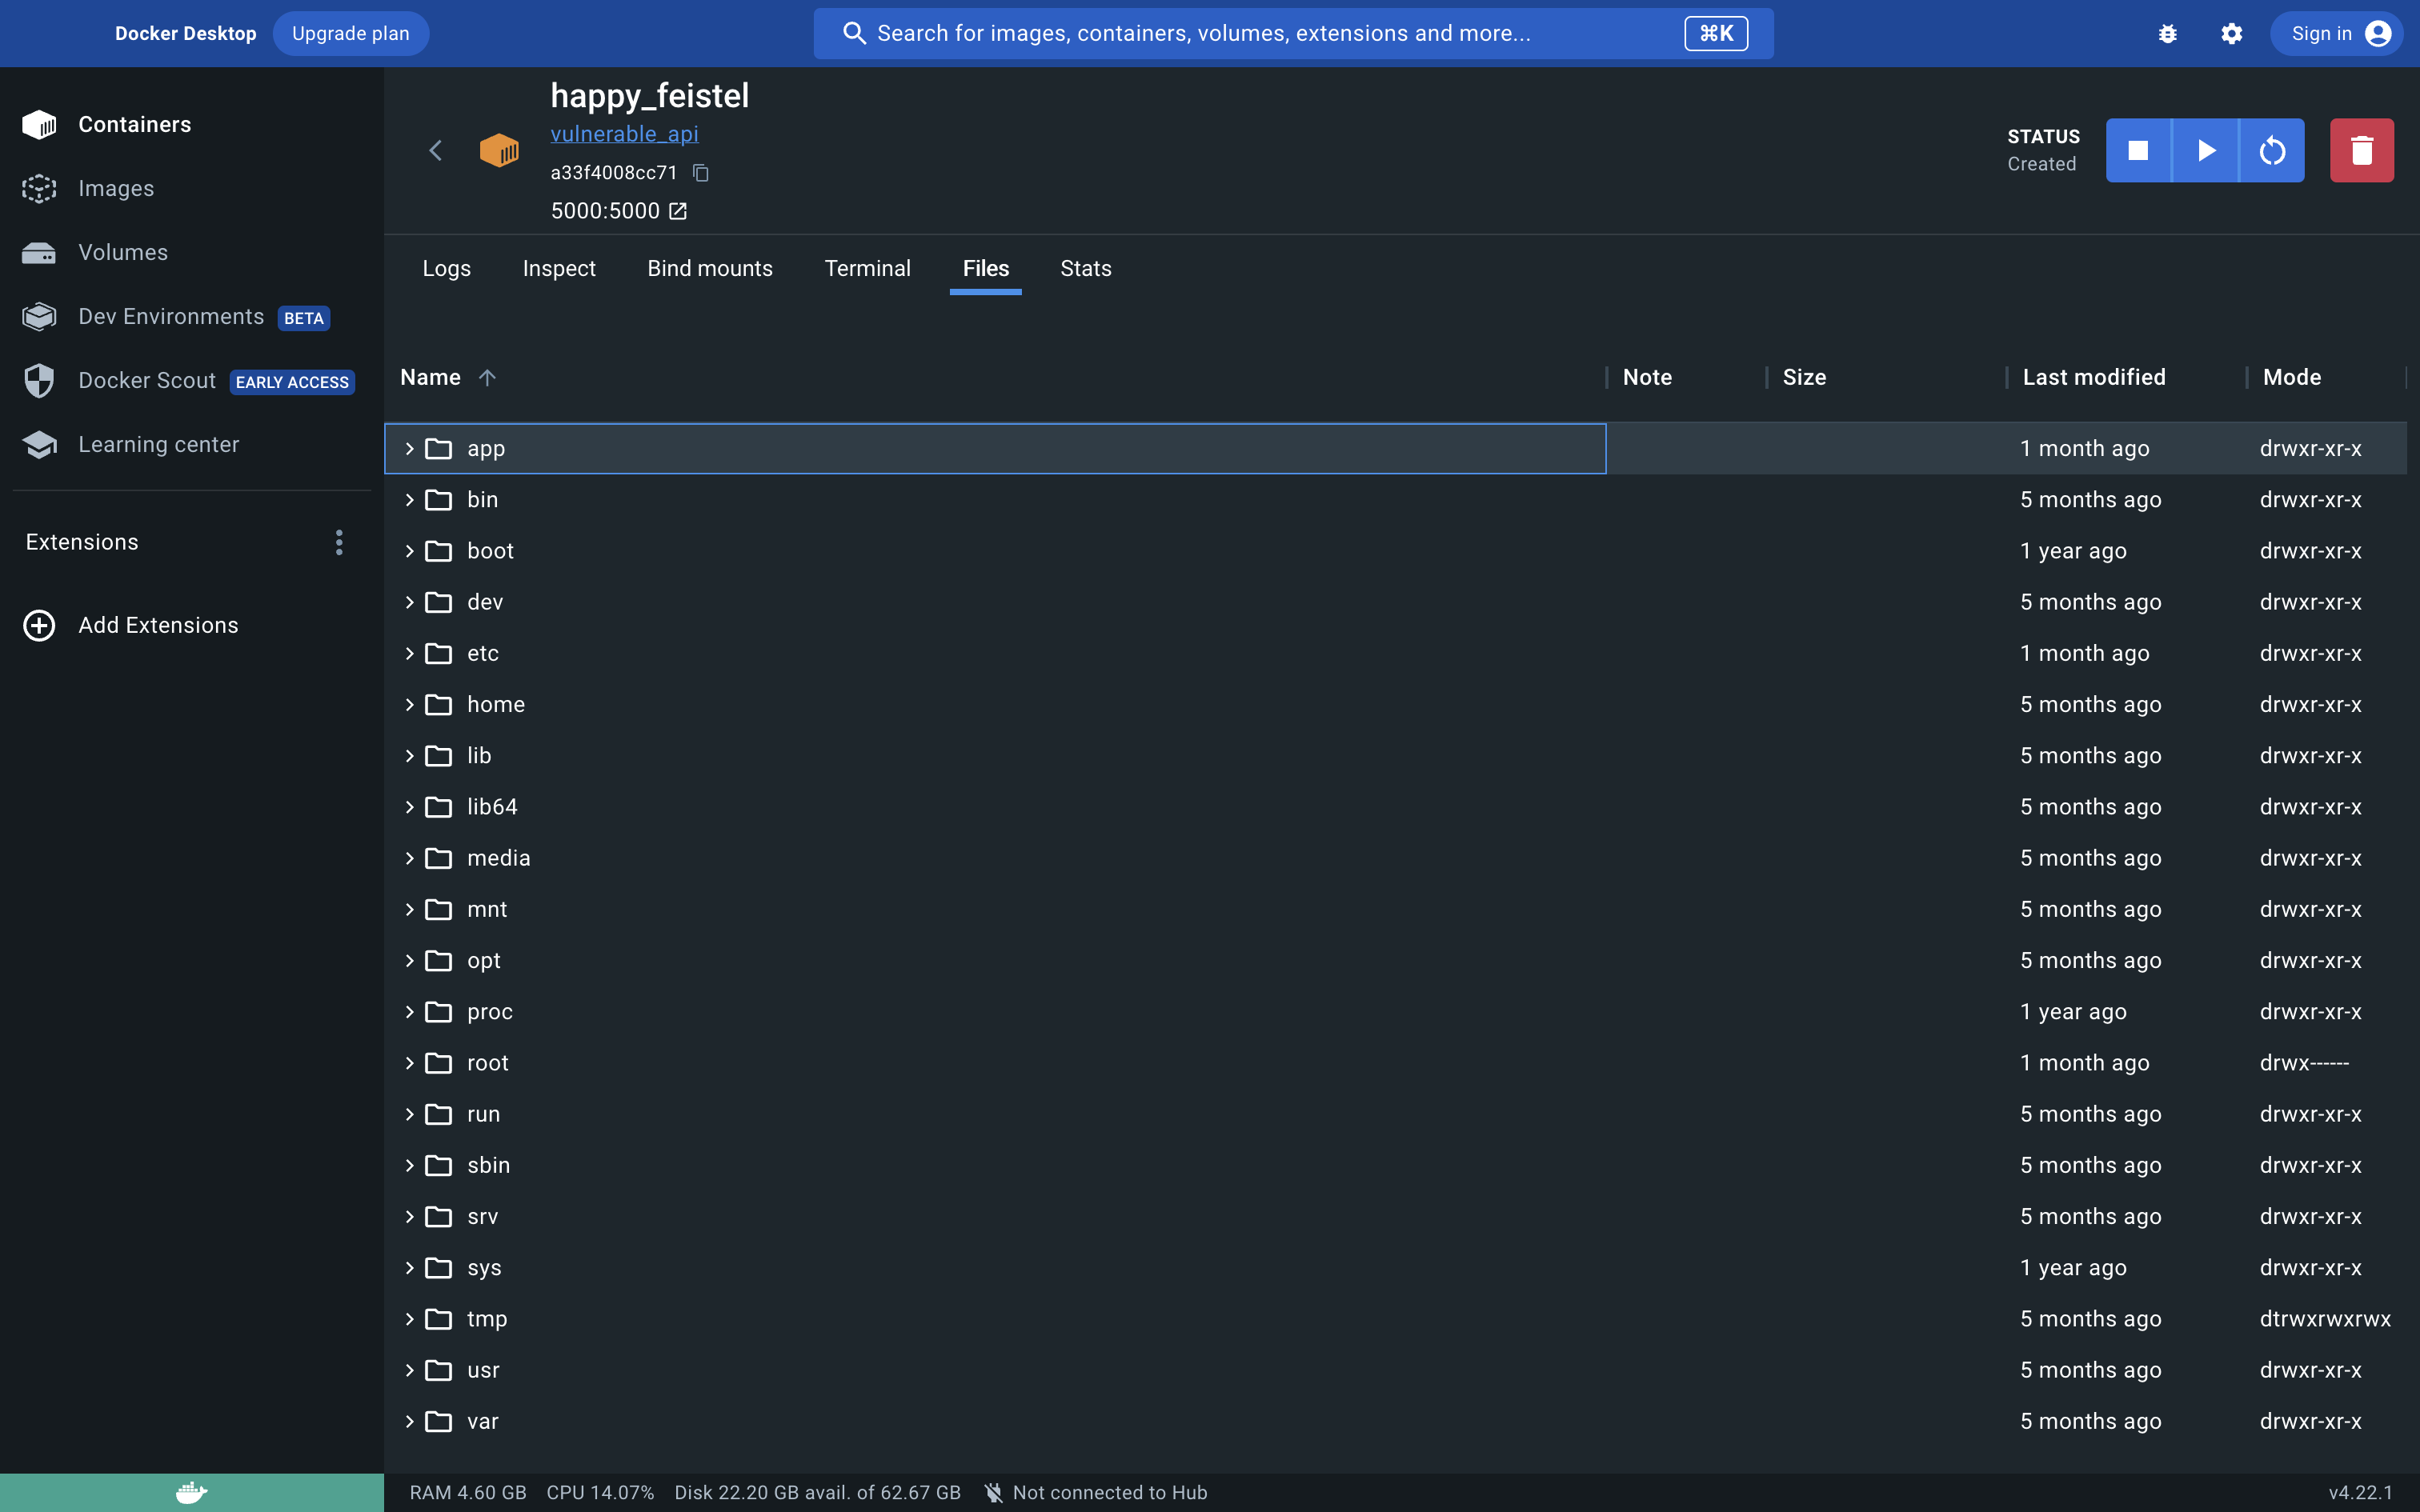 Docker Desktop Upgrade plan Search for images, containers, volumes, extensions and more... ⌘K Sign in
Containers
Images
Volumes
Dev Environments BETA
Docker Scout EARLY ACCESS
Learning center
Extensions
Add Extensions
happy_feistel
vulnerable_api
a33f4008cc71
5000:5000
STATUS
Created
Logs Inspect Bind mounts Terminal Files Stats
Name Note Size Last modified Mode
app 1 month ago drwxr-xr-x
bin 5 months ago drwxr-xr-x
boot 1 year ago drwxr-xr-x
dev 5 months ago drwxr-xr-x
etc 1 month ago drwxr-xr-x
home 5 months ago drwxr-xr-x
lib 5 months ago drwxr-xr-x
lib64 5 months ago drwxr-xr-x
media 5 months ago drwxr-xr-x
mnt 5 months ago drwxr-xr-x
opt 5 months ago drwxr-xr-x
proc 1 year ago drwxr-xr-x
root 1 month ago drwx------
run 5 months ago drwxr-xr-x
sbin 5 months ago drwxr-xr-x
srv 5 months ago drwxr-xr-x
sys 1 year ago drwxr-xr-x
tmp 5 months ago dtrwxrwxrwx
usr 5 months ago drwxr-xr-x
var 5 months ago drwxr-xr-x
RAM 4.60 GB CPU 14.07% Disk 22.20 GB avail. of 62.67 GB Not connected to Hub v4.22.1